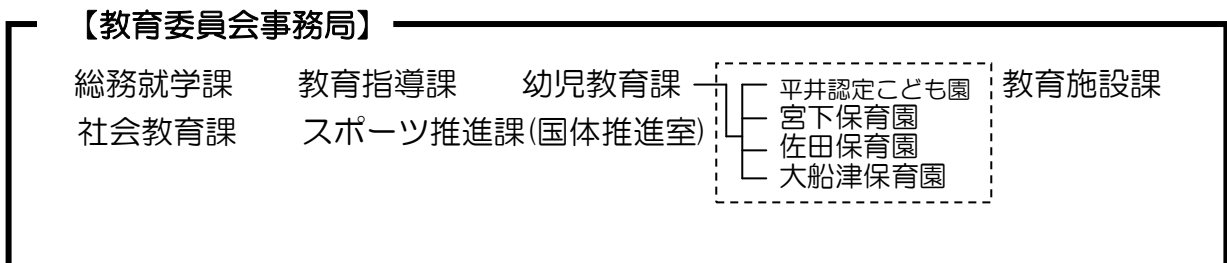 【教育委員会事務局】
総務就学課　教育指導課　幼児教育課　平井認定こども園　教育施設課
宮下保育園
社会教育課　スポーツ推進課(国体推進室)
佐田保育園
大船津保育園